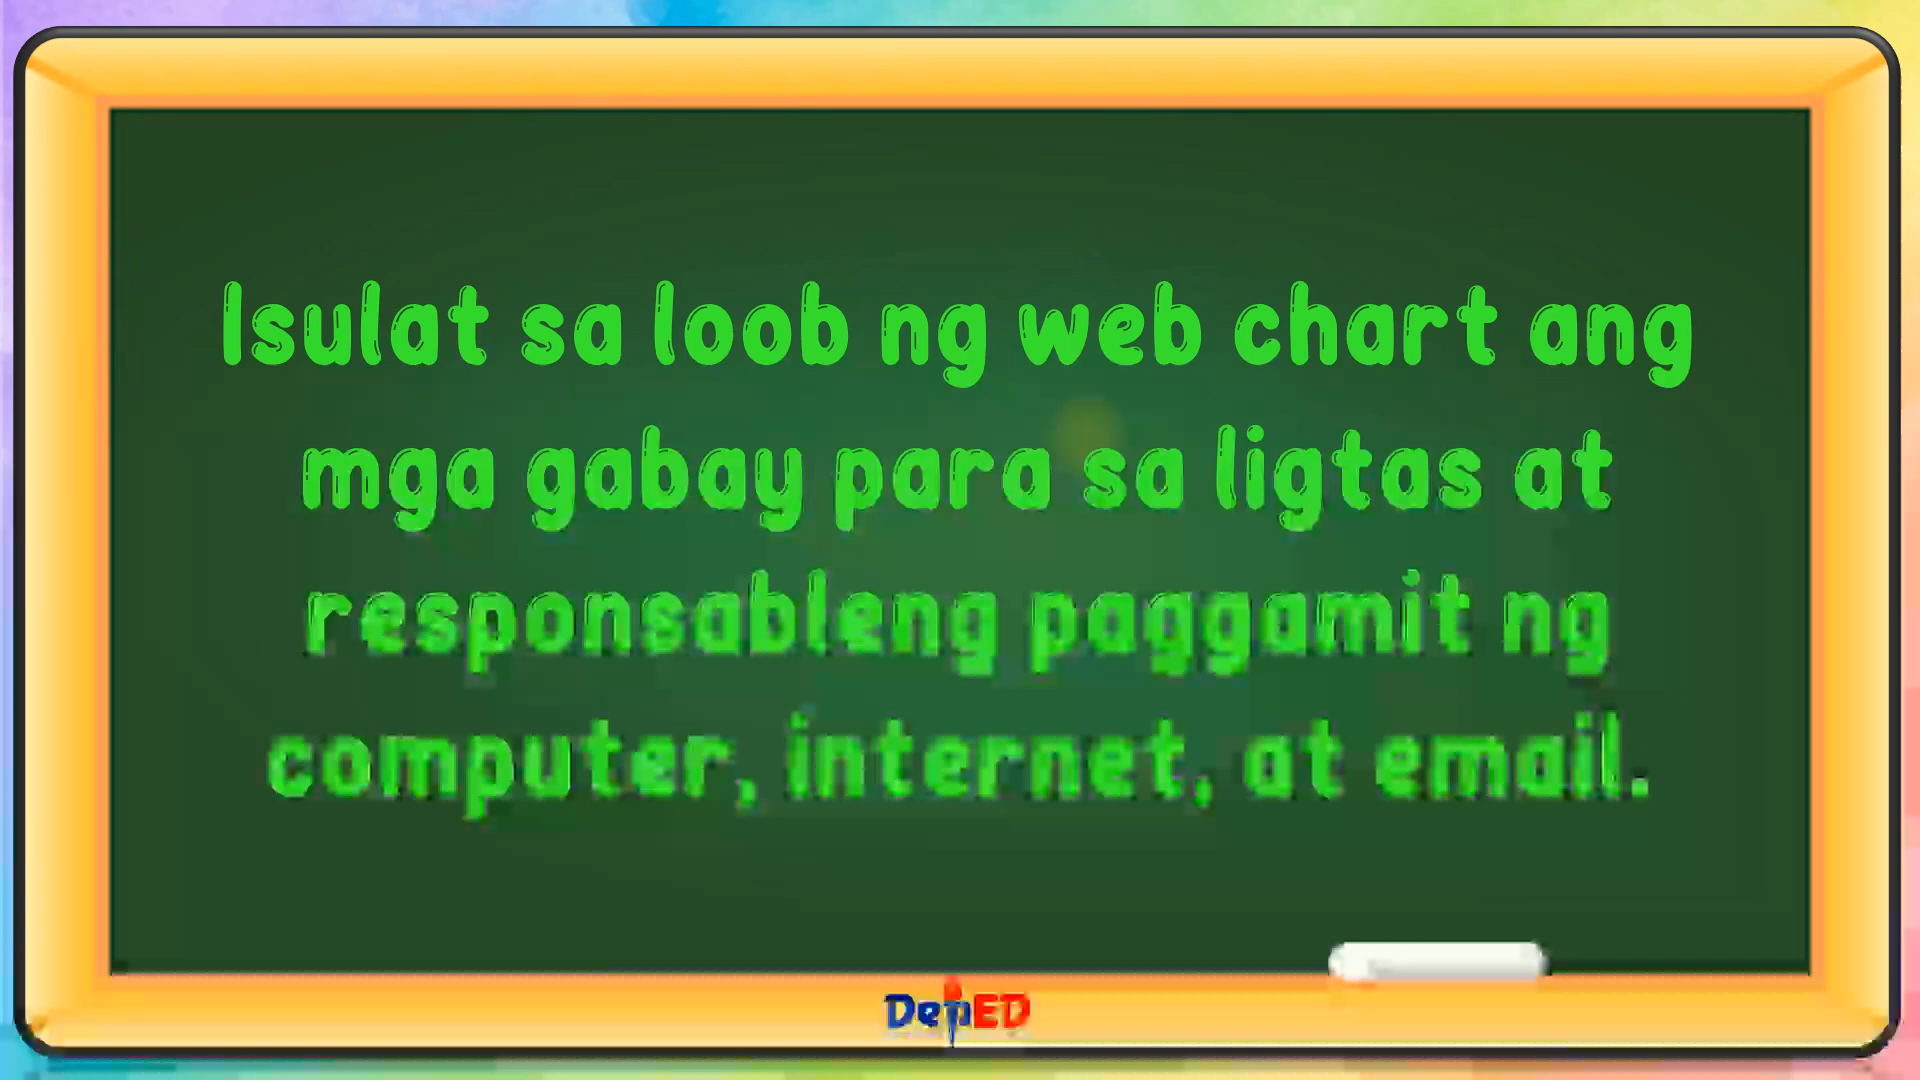 Isulat sa loob ng web chart ang
mga gabay para sa ligtas at
responsableng paggamit ng
computer, internet, at email.
DepED